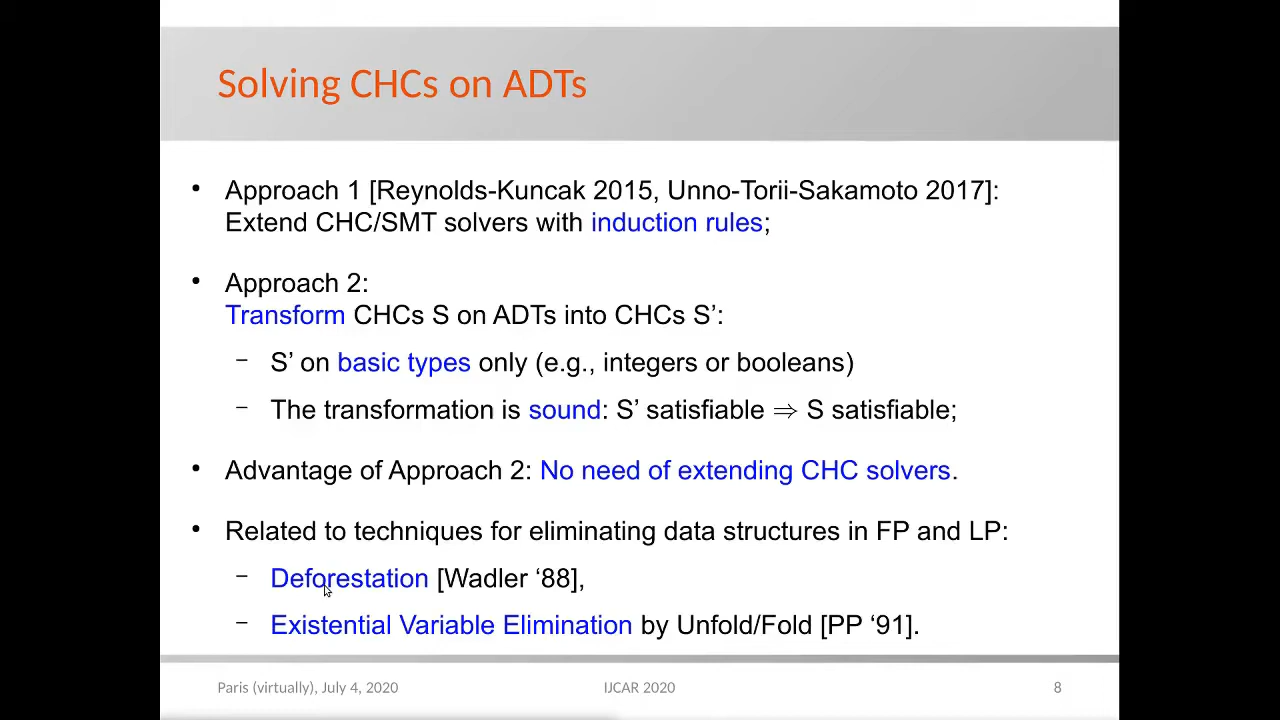 Solving CHCs on ADTs
• Approach 1 [Reynolds-Kuncak 2015, Unno-Torii-Sakamoto 2017]:
Extend CHC/SMT solvers with induction rules;
• Approach 2:
Transform CHCs S on ADTs into CHCs S’:
– S’ on basic types only (e.g., integers or booleans)
– The transformation is sound: S’ satisfiable ⇒ S satisfiable;
• Advantage of Approach 2: No need of extending CHC solvers.
• Related to techniques for eliminating data structures in FP and LP:
– Deforestation [Wadler ‘88],
– Existential Variable Elimination by Unfold/Fold [PP ‘91].
Paris (virtually), July 4, 2020 IJCAR 2020 8